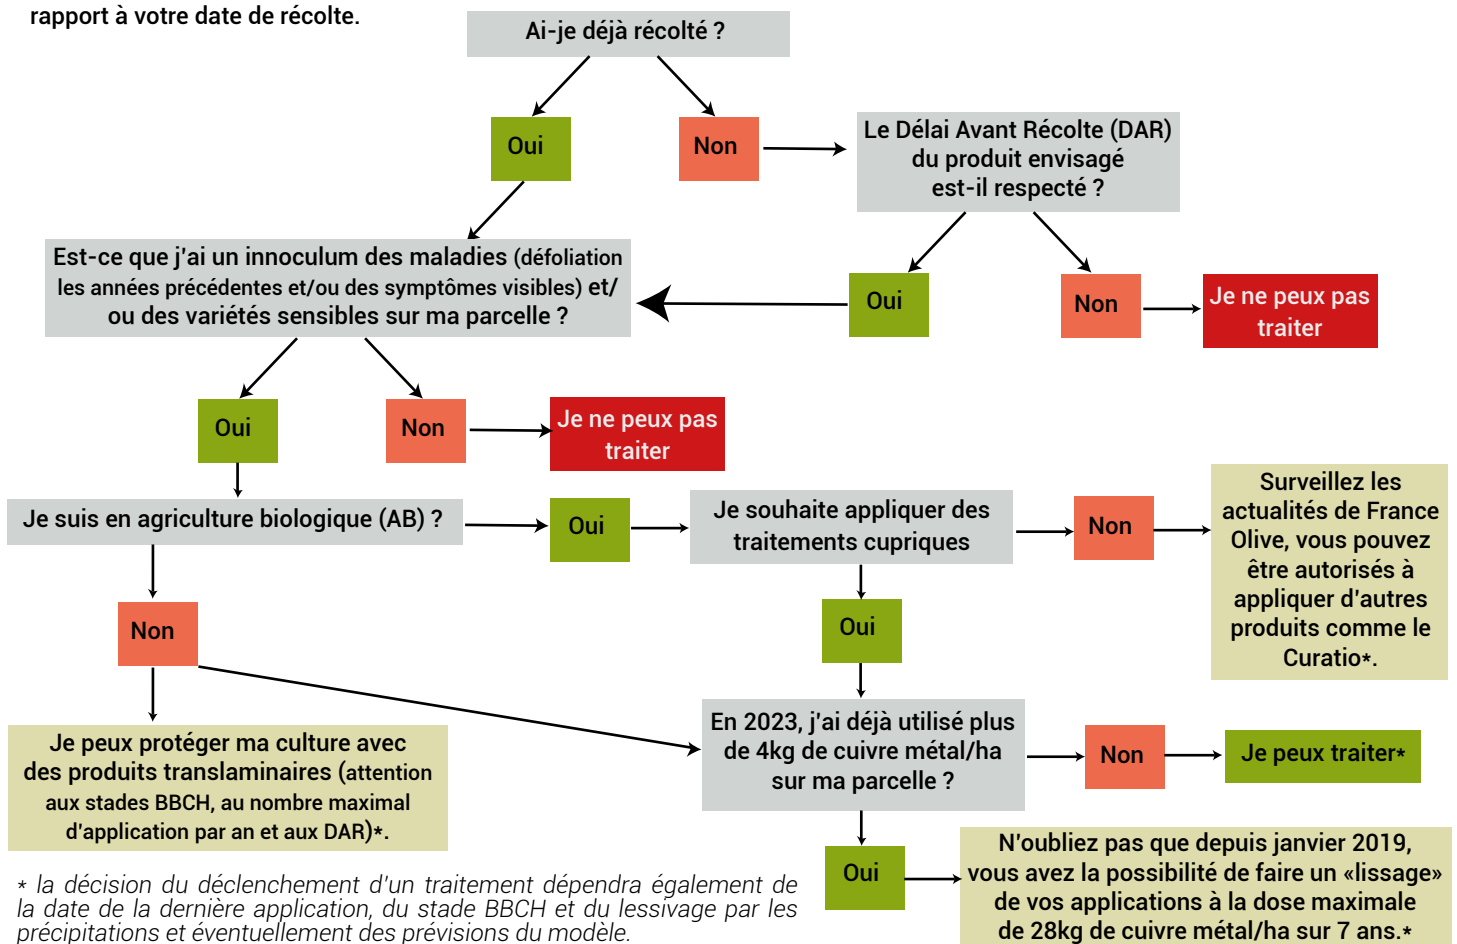 rapport à votre date de récolte.
Ai-je déjà récolté ?
Oui
Non
Le Délai Avant Récolte (DAR)
du produit envisagé
est-il respecté ?
Est-ce que j'ai un innoculum des maladies (défoliation
les années précédentes et/ou des symptômes visibles) et/
ou des variétés sensibles sur ma parcelle ?
Oui
Non
Je ne peux pas
traiter
Oui
Non
Je ne peux pas
traiter
Je suis en agriculture biologique (AB) ?
Oui
Je souhaite appliquer des
traitements cupriques
Non
Surveillez les
actualités de France
Olive, vous pouvez
être autorisés à
appliquer d'autres
produits comme le
Curatio*.
Non
Oui
Je peux protéger ma culture avec
des produits translaminaires (attention
aux stades BBCH, au nombre maximal
d'application par an et aux DAR)*.
En 2023, j'ai déjà utilisé plus
de 4kg de cuivre métal/ha
sur ma parcelle ?
Non
Je peux traiter*
Oui
N'oubliez pas que depuis janvier 2019,
vous avez la possibilité de faire un «lissage»
de vos applications à la dose maximale
de 28kg de cuivre métal/ha sur 7 ans.*
* la décision du déclenchement d'un traitement dépendra également de
la date de la dernière application, du stade BBCH et du lessivage par les
précipitations et éventuellement des prévisions du modèle.